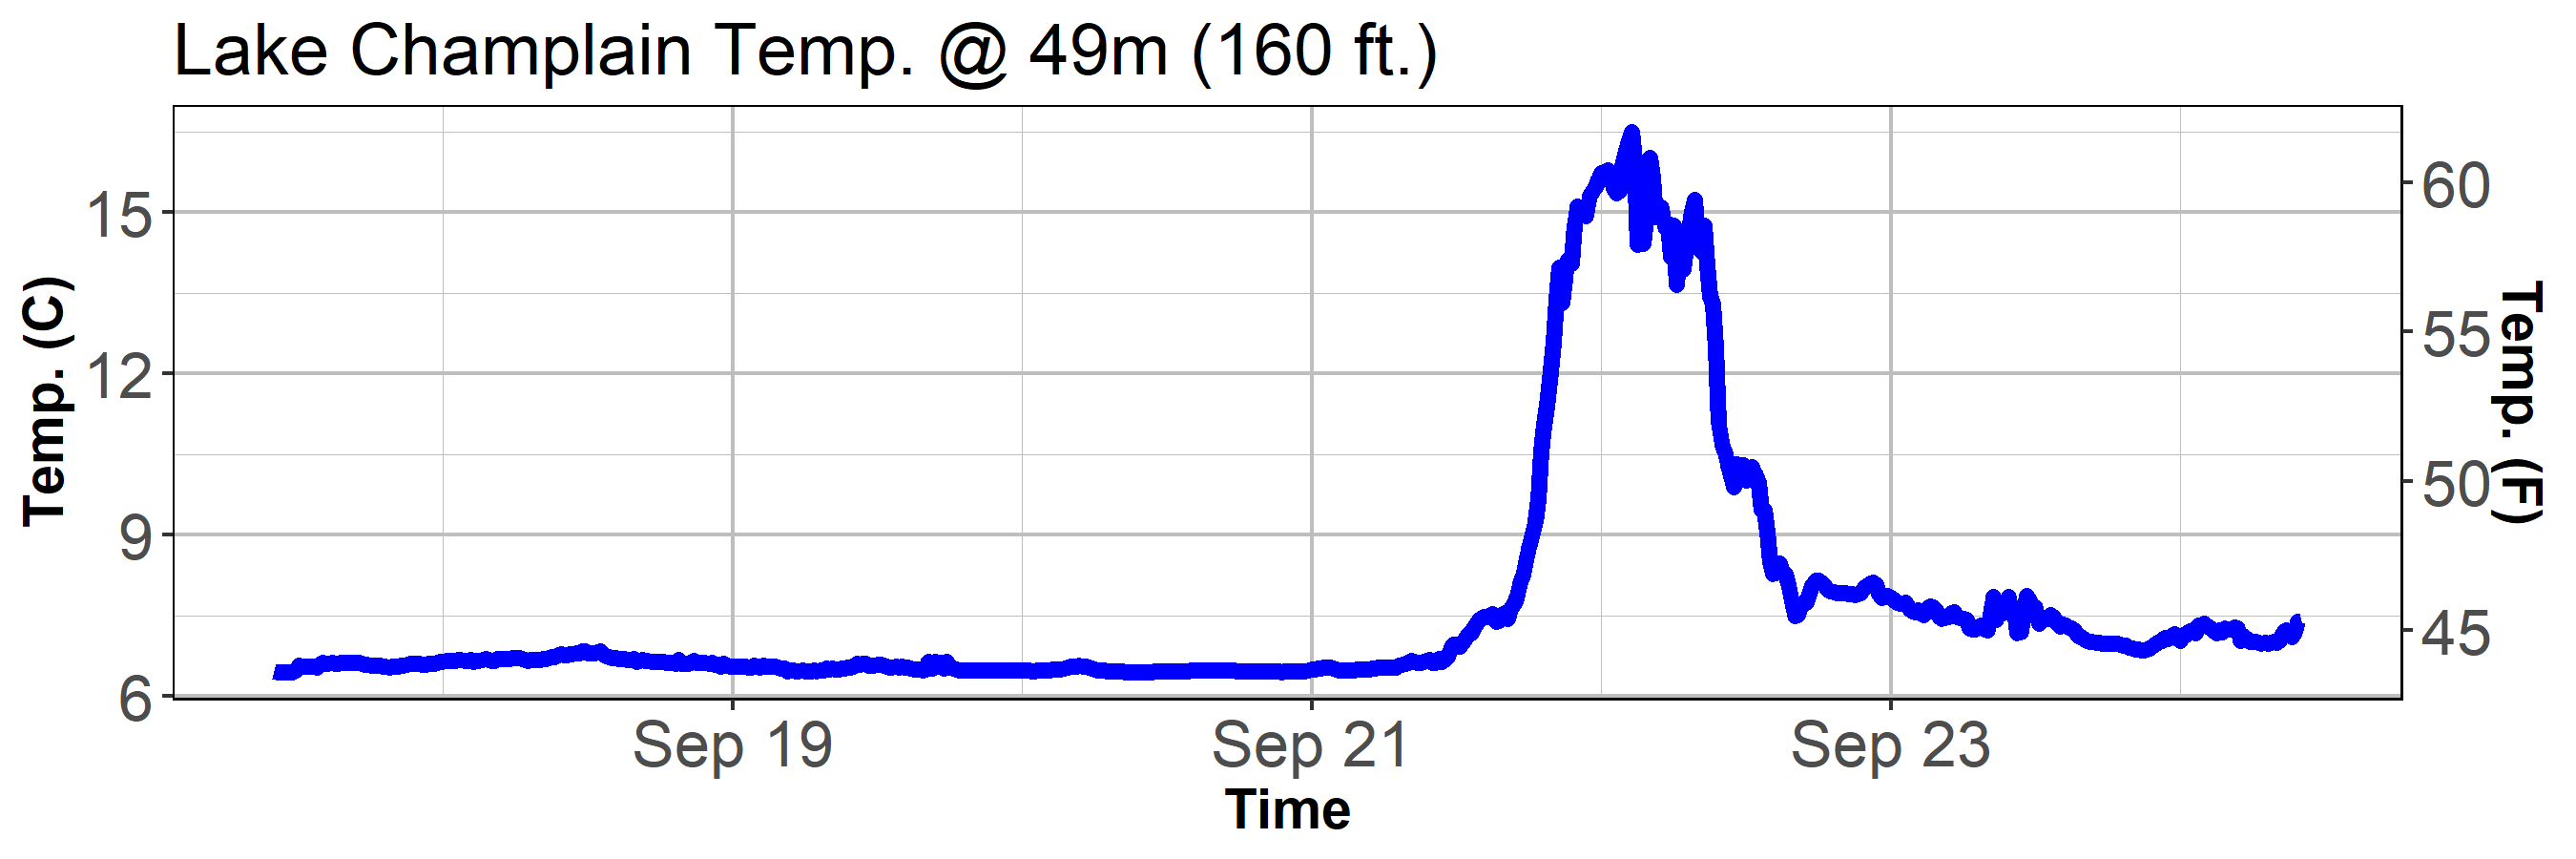 Lake Champlain Temp. @ 49m (160 ft.)
Temp. (C)
15
12
9
6
60
55
50
45
Temp. (F)
Sep 19
Sep 21
Sep 23
Time